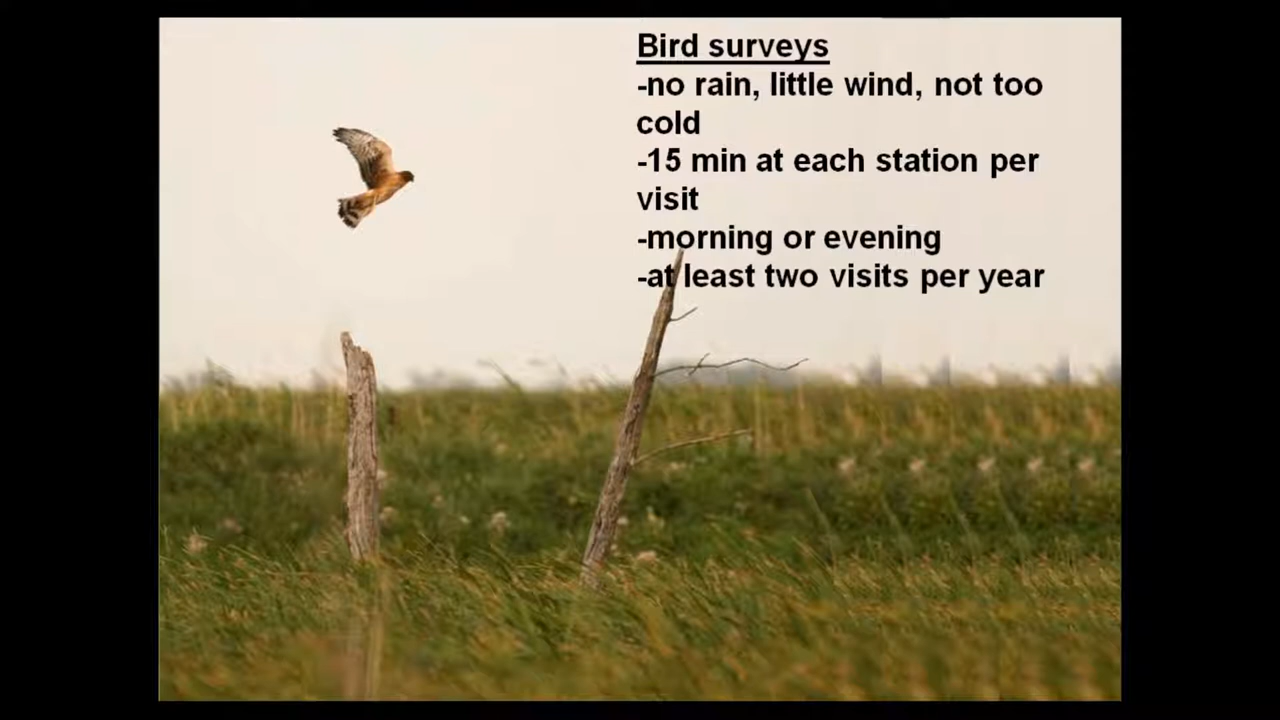 Bird surveys
-no rain, little wind, not too
cold
-15 min at each station per
visit
-morning or evening
-at least two visits per year